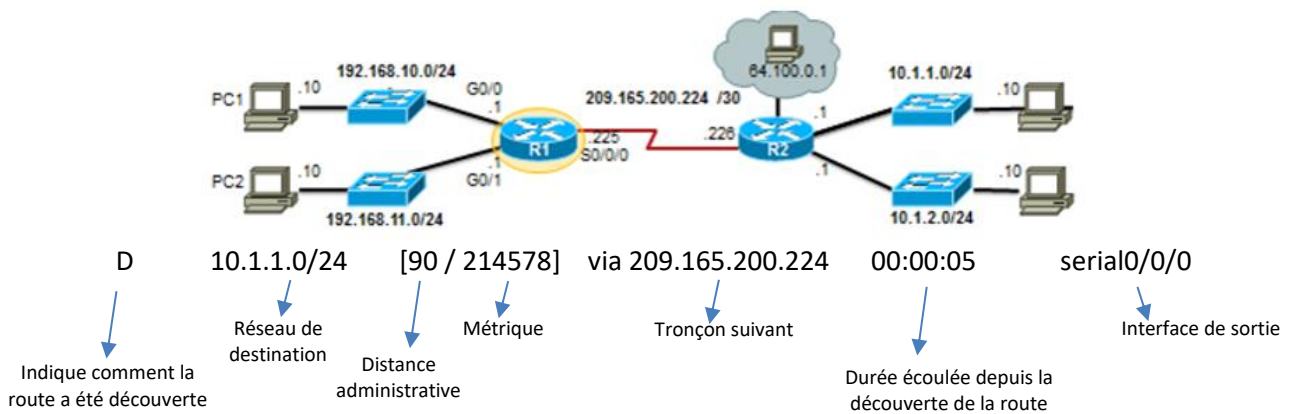 192.168.10.0/24
64.100.0.1
10.1.1.0/24
PC1
.10
G0/0
.1
209.165.200.224 /30
.1
.10
.225
.226
R1
S0/0/0
R2
PC2
.10
.1
G0/1
.1
.10
192.168.11.0/24
10.1.2.0/24
D 10.1.1.0/24 [90 / 214578] via 209.165.200.224 00:00:05 serial0/0/0
Indique comment la
route a été découverte
Réseau de
destination
Distance
administrative
Métrique
Tronçon suivant
Durée écoulée depuis la
découverte de la route
Interface de sortie